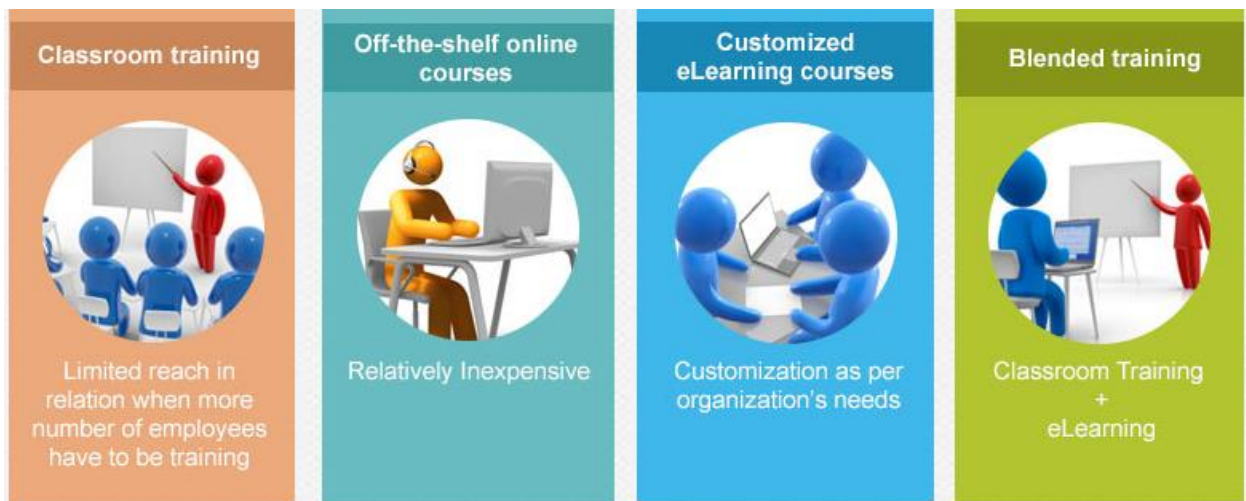 Classroom training
Limited reach in
relation when more
number of employees
have to be training
Off-the-shelf online
courses
Relatively Inexpensive
Customized
eLearning courses
Customization as per
organization's needs
Blended training
Classroom Training
+
eLearning